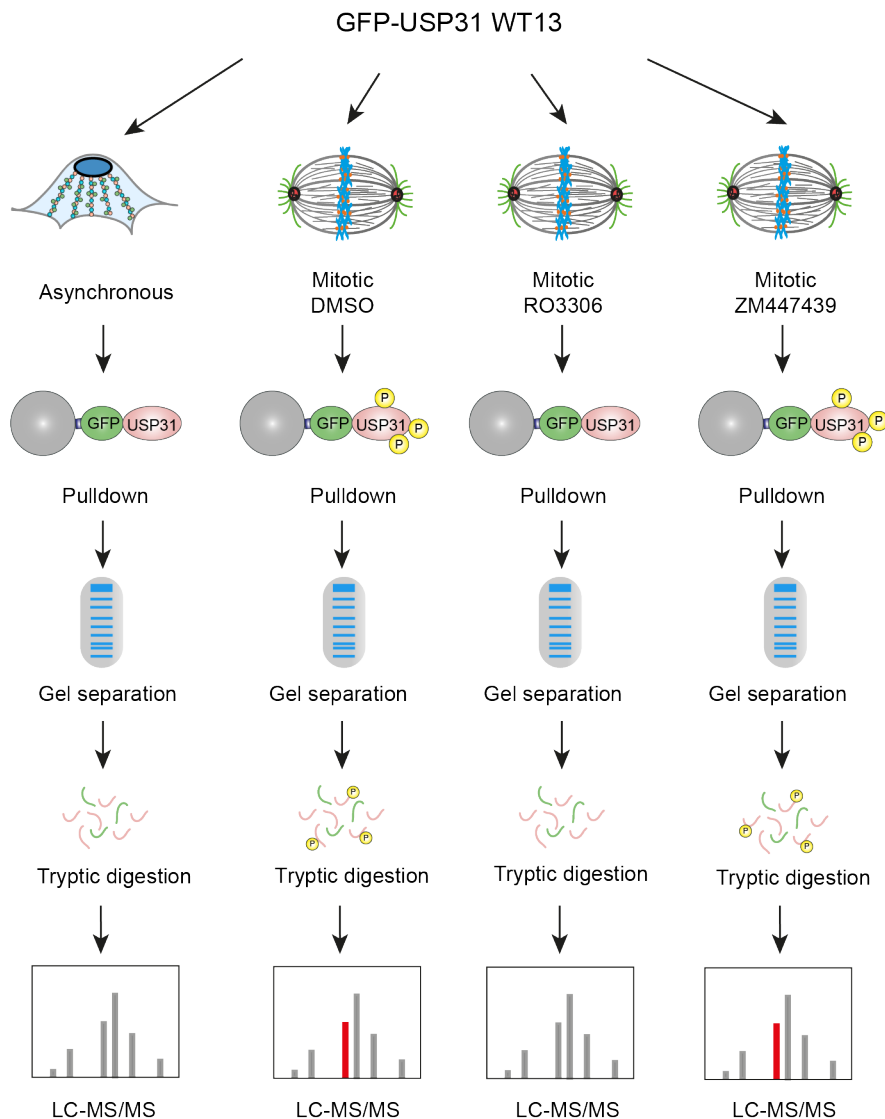 GFP-USP31 WT13
Asynchronous
Mitotic
DMSO
Mitotic
RO3306
Mitotic
ZM447439
GFP USP31
GFP USP31 P P P
GFP USP31
GFP USP31 P P P
Pulldown
Pulldown
Pulldown
Pulldown
Gel separation
Gel separation
Gel separation
Gel separation
P P P
P P P
Tryptic digestion
Tryptic digestion
Tryptic digestion
Tryptic digestion
LC-MS/MS
LC-MS/MS
LC-MS/MS
LC-MS/MS